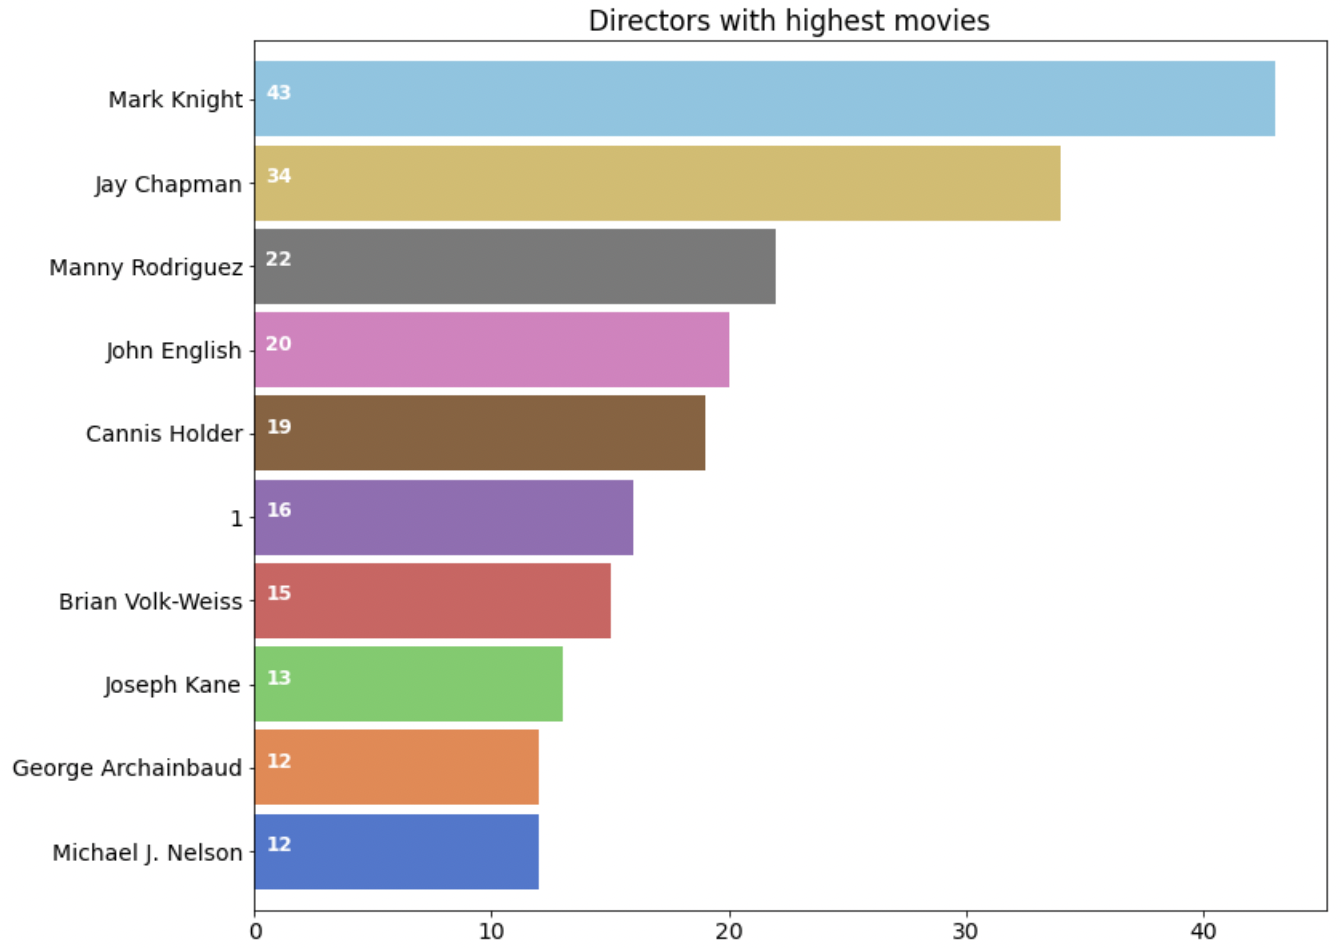 Directors with highest movies
Mark Knight 43
Jay Chapman 34
Manny Rodriguez 22
John English 20
Cannis Holder 19
1 16
Brian Volk-Weiss 15
Joseph Kane 13
George Archainbaud 12
Michael J. Nelson 12
0 10 20 30 40